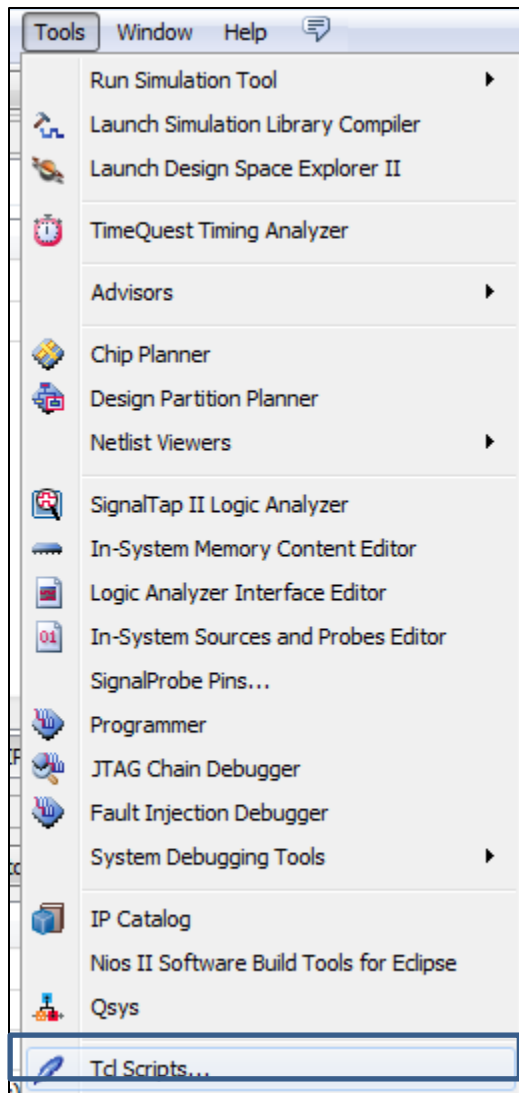 Tools Window Help
Run Simulation Tool
Launch Simulation Library Compiler
Launch Design Space Explorer II
TimeQuest Timing Analyzer
Advisors
Chip Planner
Design Partition Planner
Netlist Viewers
SignalTap II Logic Analyzer
In-System Memory Content Editor
Logic Analyzer Interface Editor
In-System Sources and Probes Editor
SignalProbe Pins...
Programmer
JTAG Chain Debugger
Fault Injection Debugger
System Debugging Tools
IP Catalog
Nios II Software Build Tools for Eclipse
Qsys
Tcl Scripts...